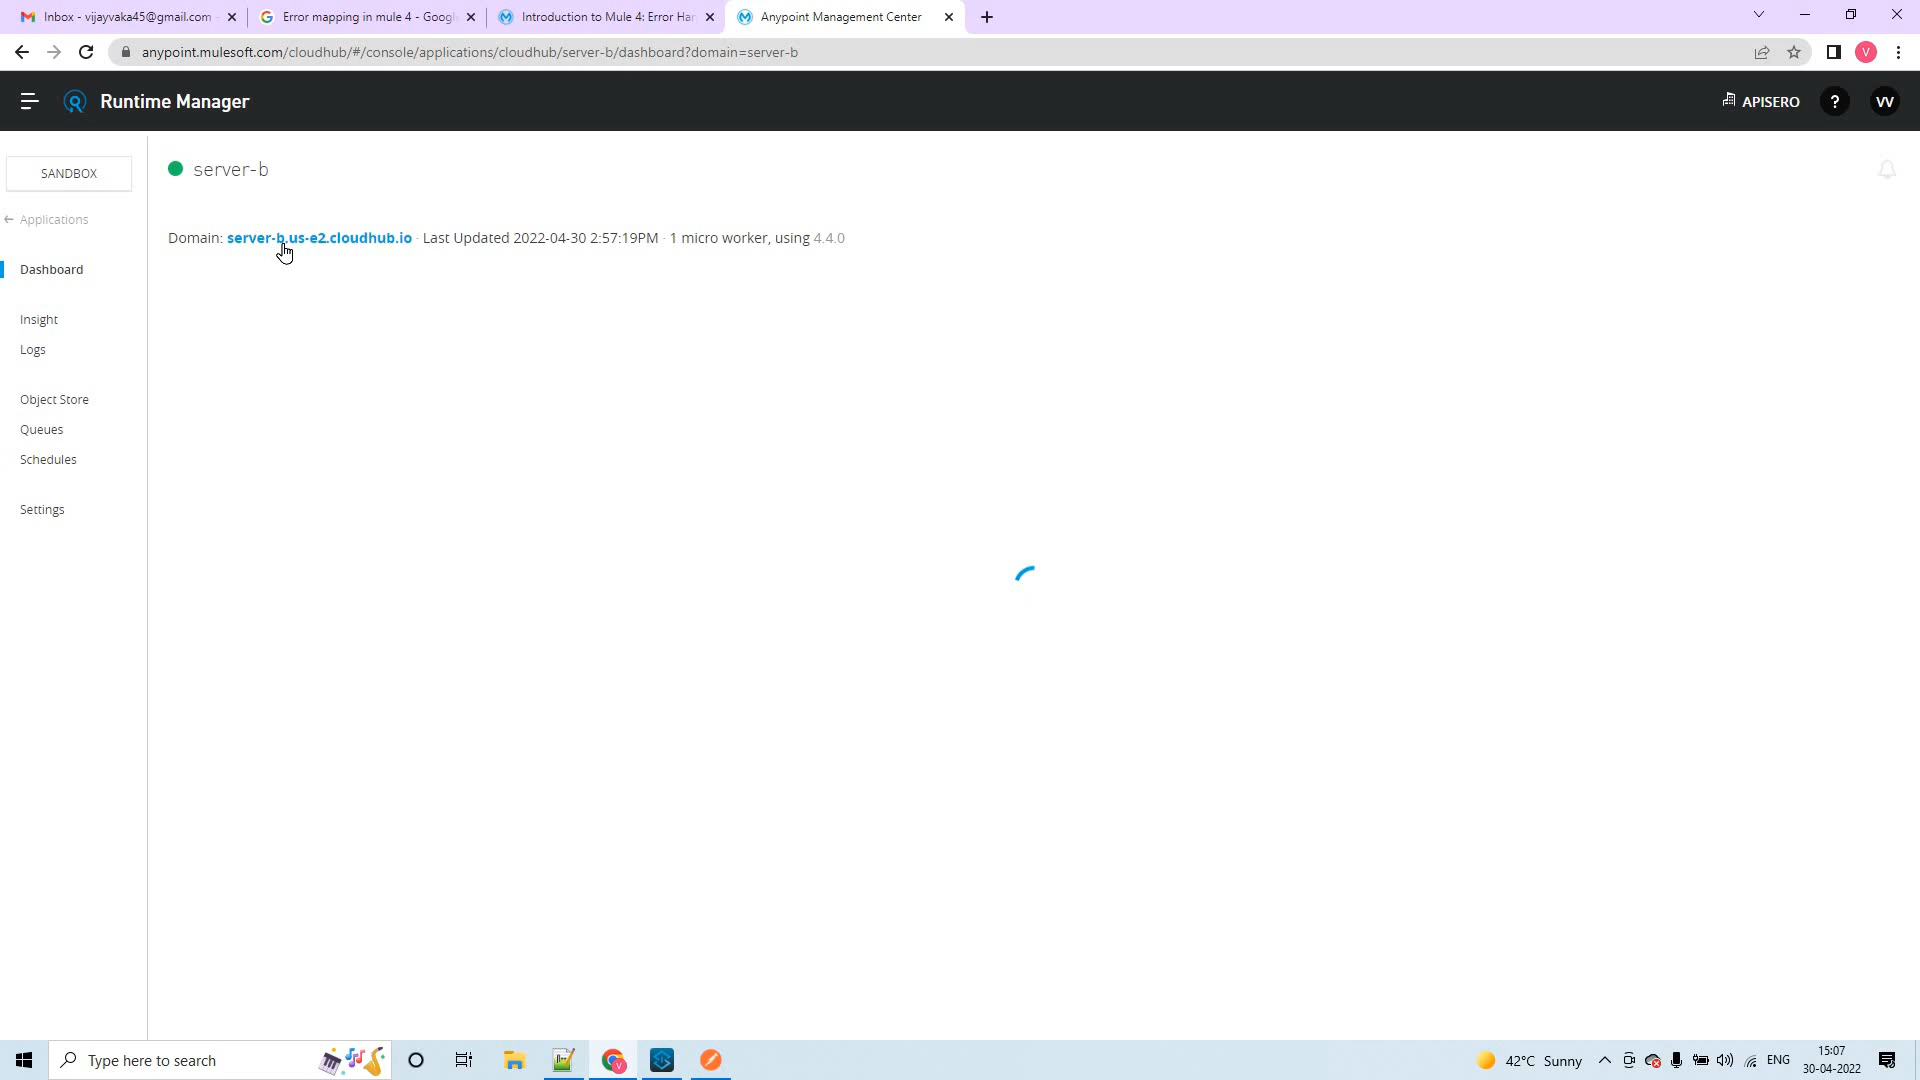 Inbox - vijayvaka45@gmail.com
Error mapping in mule 4 - Googl
Introduction to Mule 4: Error Han
Anypoint Management Center
anypoint.mulesoft.com/cloudhub/#/console/applications/cloudhub/server-b/dashboard?domain=server-b
V
Runtime Manager
APISERO
?
VV
SANDBOX
server-b
Applications
Domain: server-b.us-e2.cloudhub.io · Last Updated 2022-04-30 2:57:19PM · 1 micro worker, using 4.4.0
Dashboard
Insight
Logs
Object Store
Queues
Schedules
Settings
Type here to search
42°C Sunny
ENG
15:07
30-04-2022